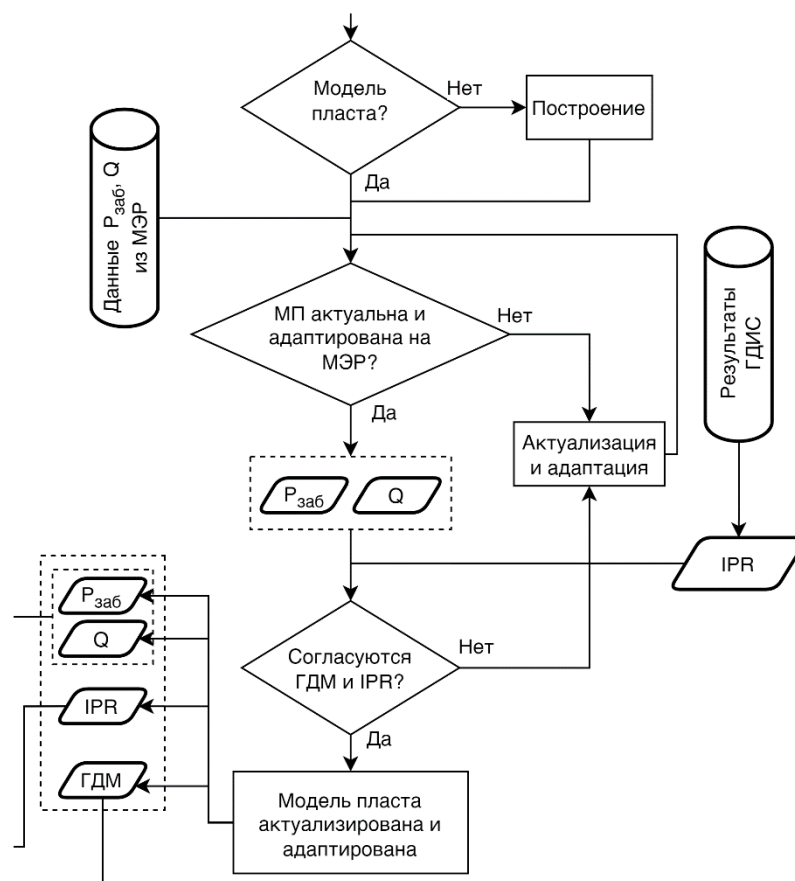 Модель
пласта?
Нет
Построение
Да
Данные Pзаб, Q
из МЭР
МП актуальна и
адаптирована на
МЭР?
Нет
Результаты
ГДИС
Да
Актуализация
и адаптация
Pзаб
Q
IPR
Pзаб
Q
Согласуются
ГДМ и IPR?
Нет
IPR
Да
ГДМ
Модель пласта
актуализирована и
адаптирована